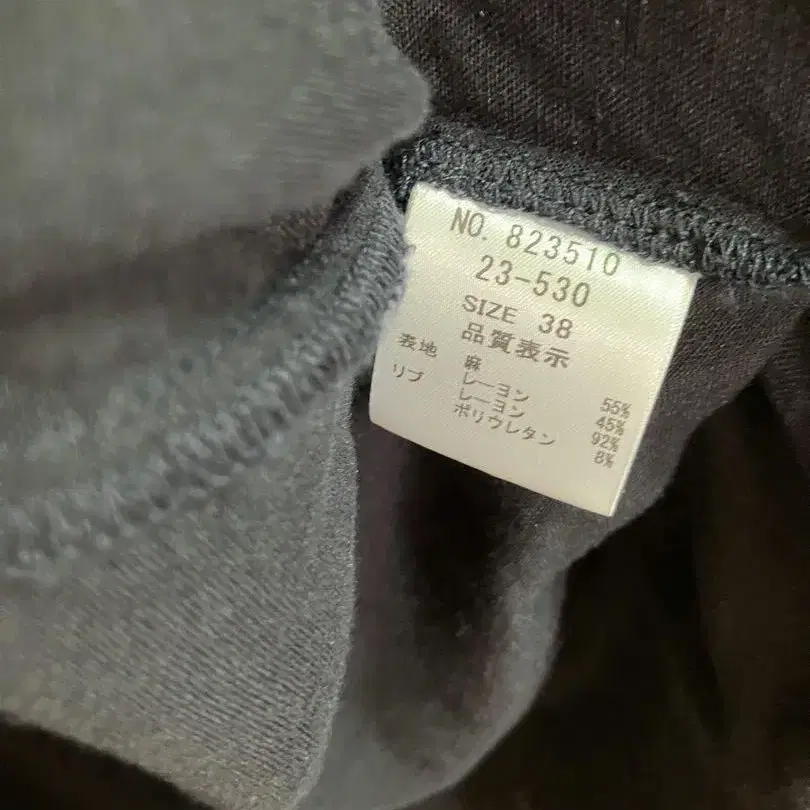 NO. 823510
23-530
SIZE 38
品質表示
表地 麻 55%
レーヨン 45%
リブ レーヨン 92%
ポリウレタン 8%